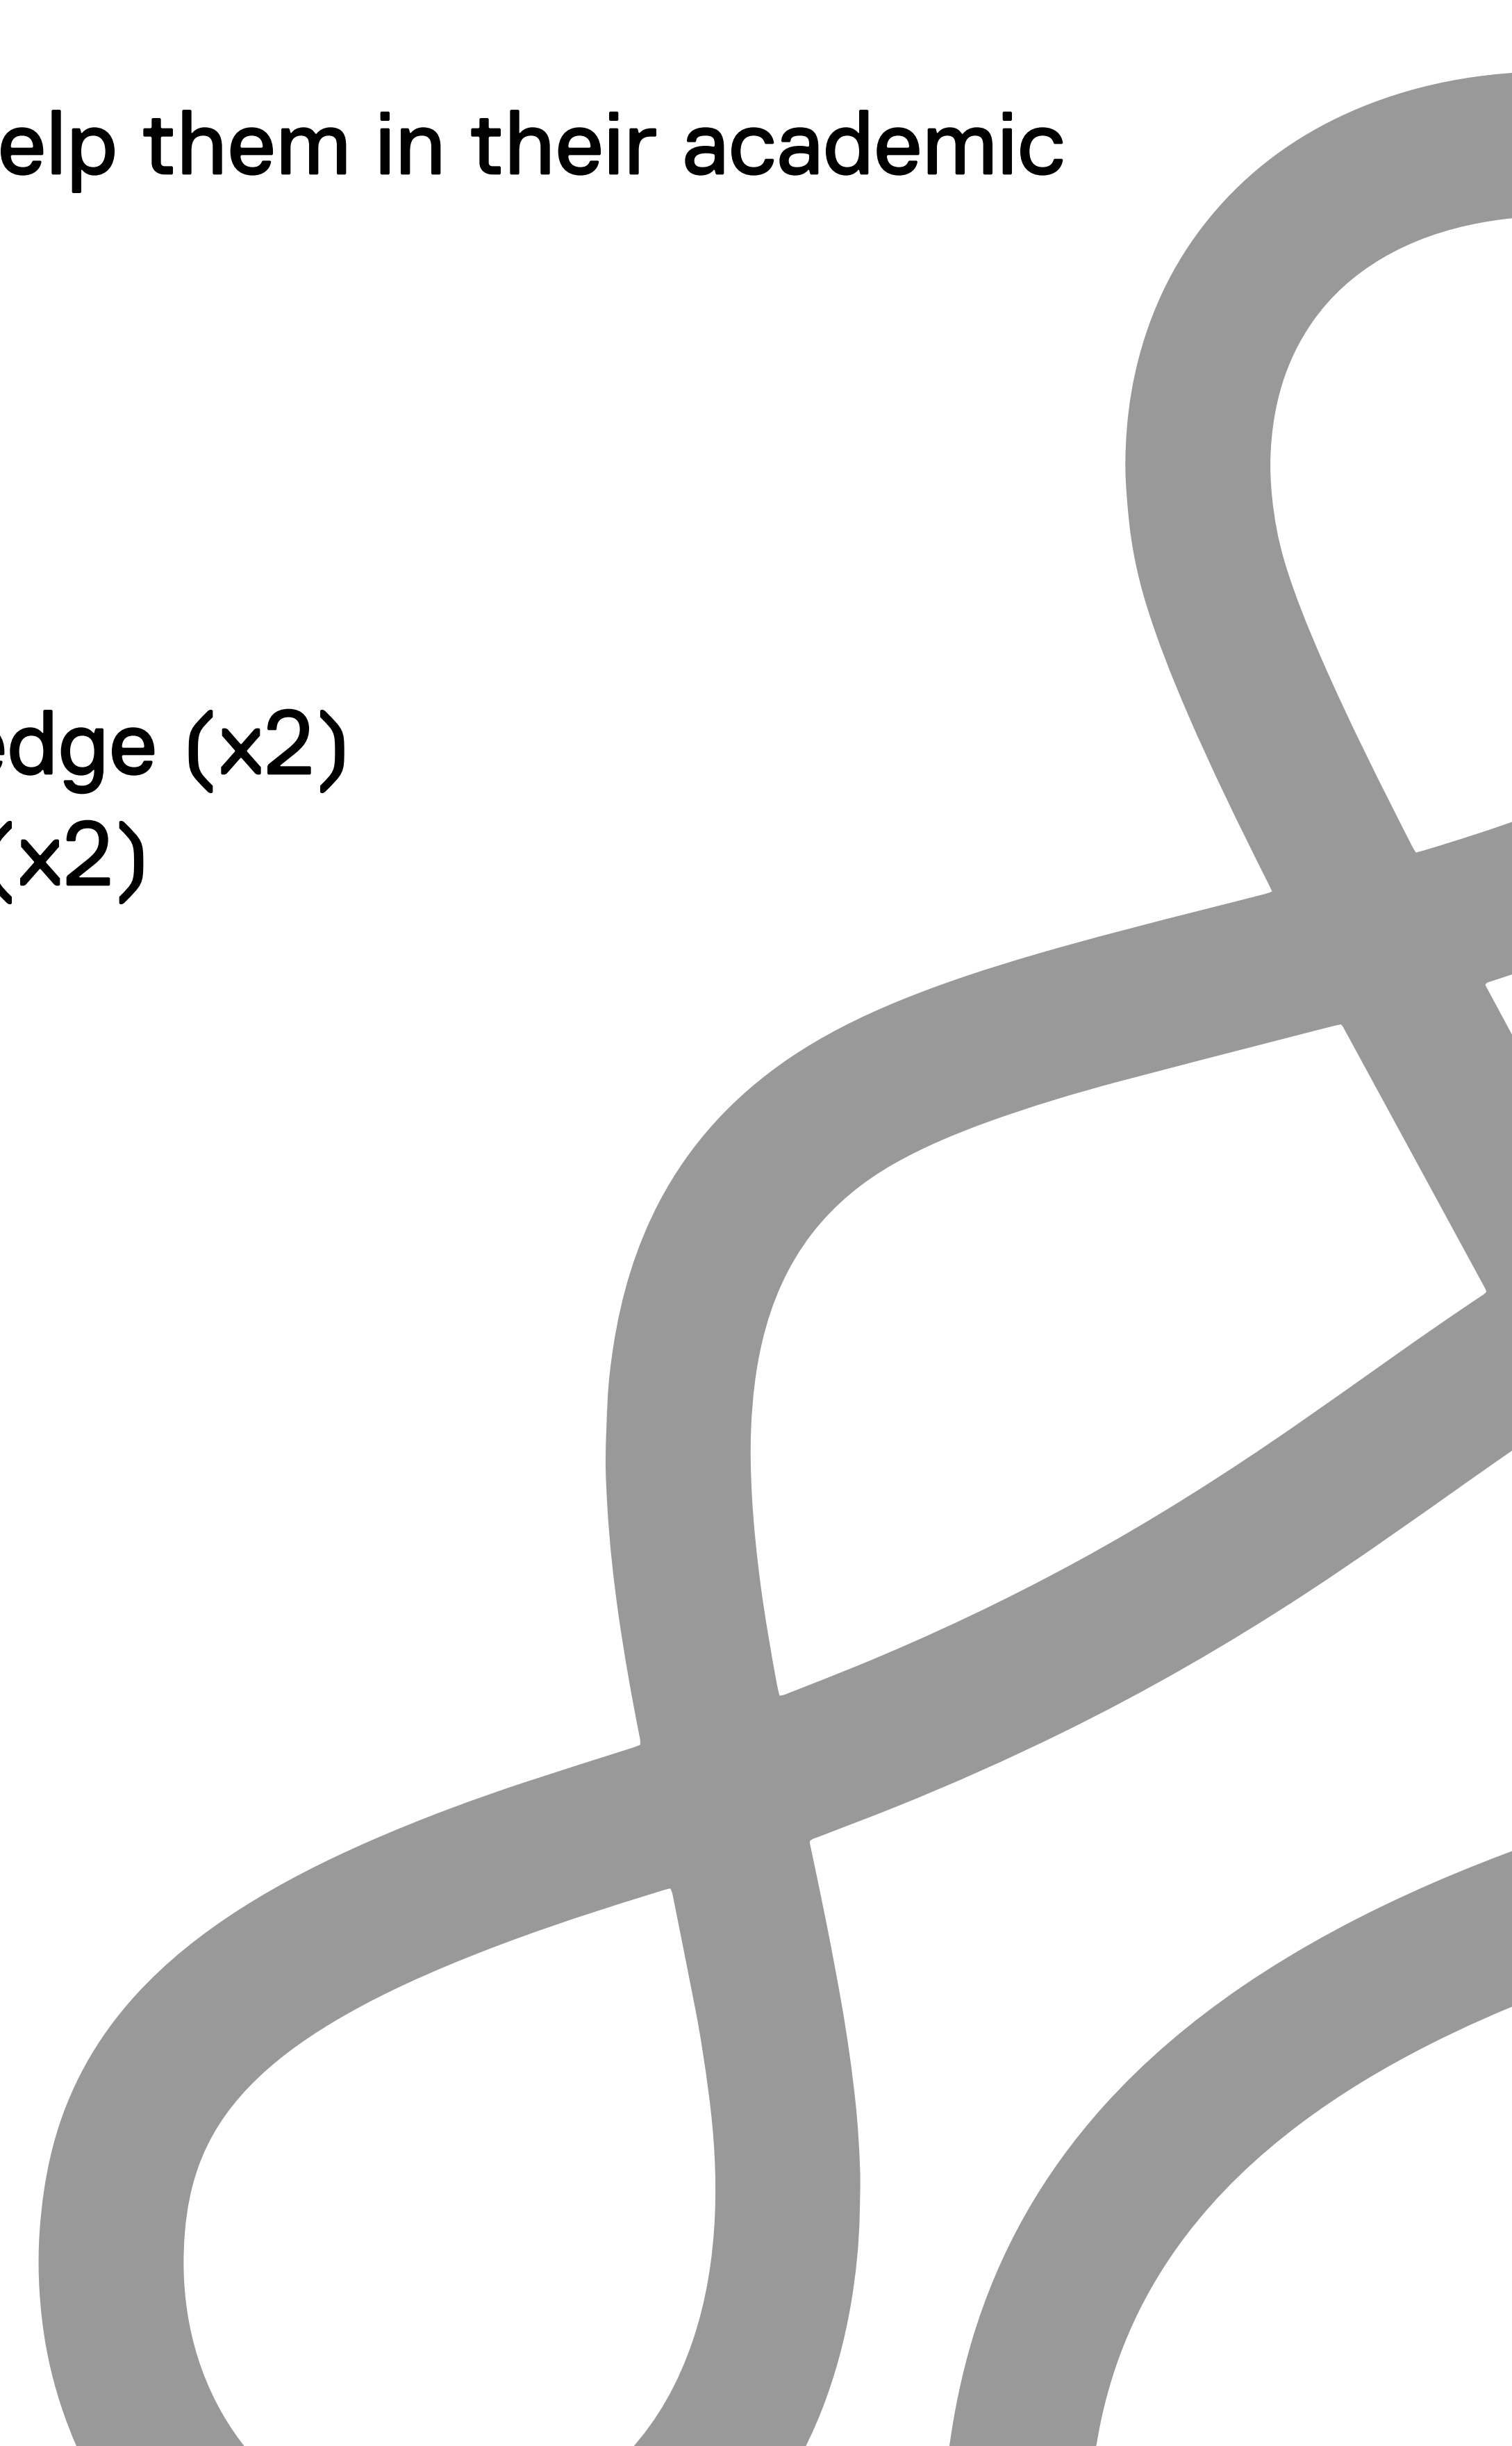 elp them in their academic
edge (x2)
(x2)